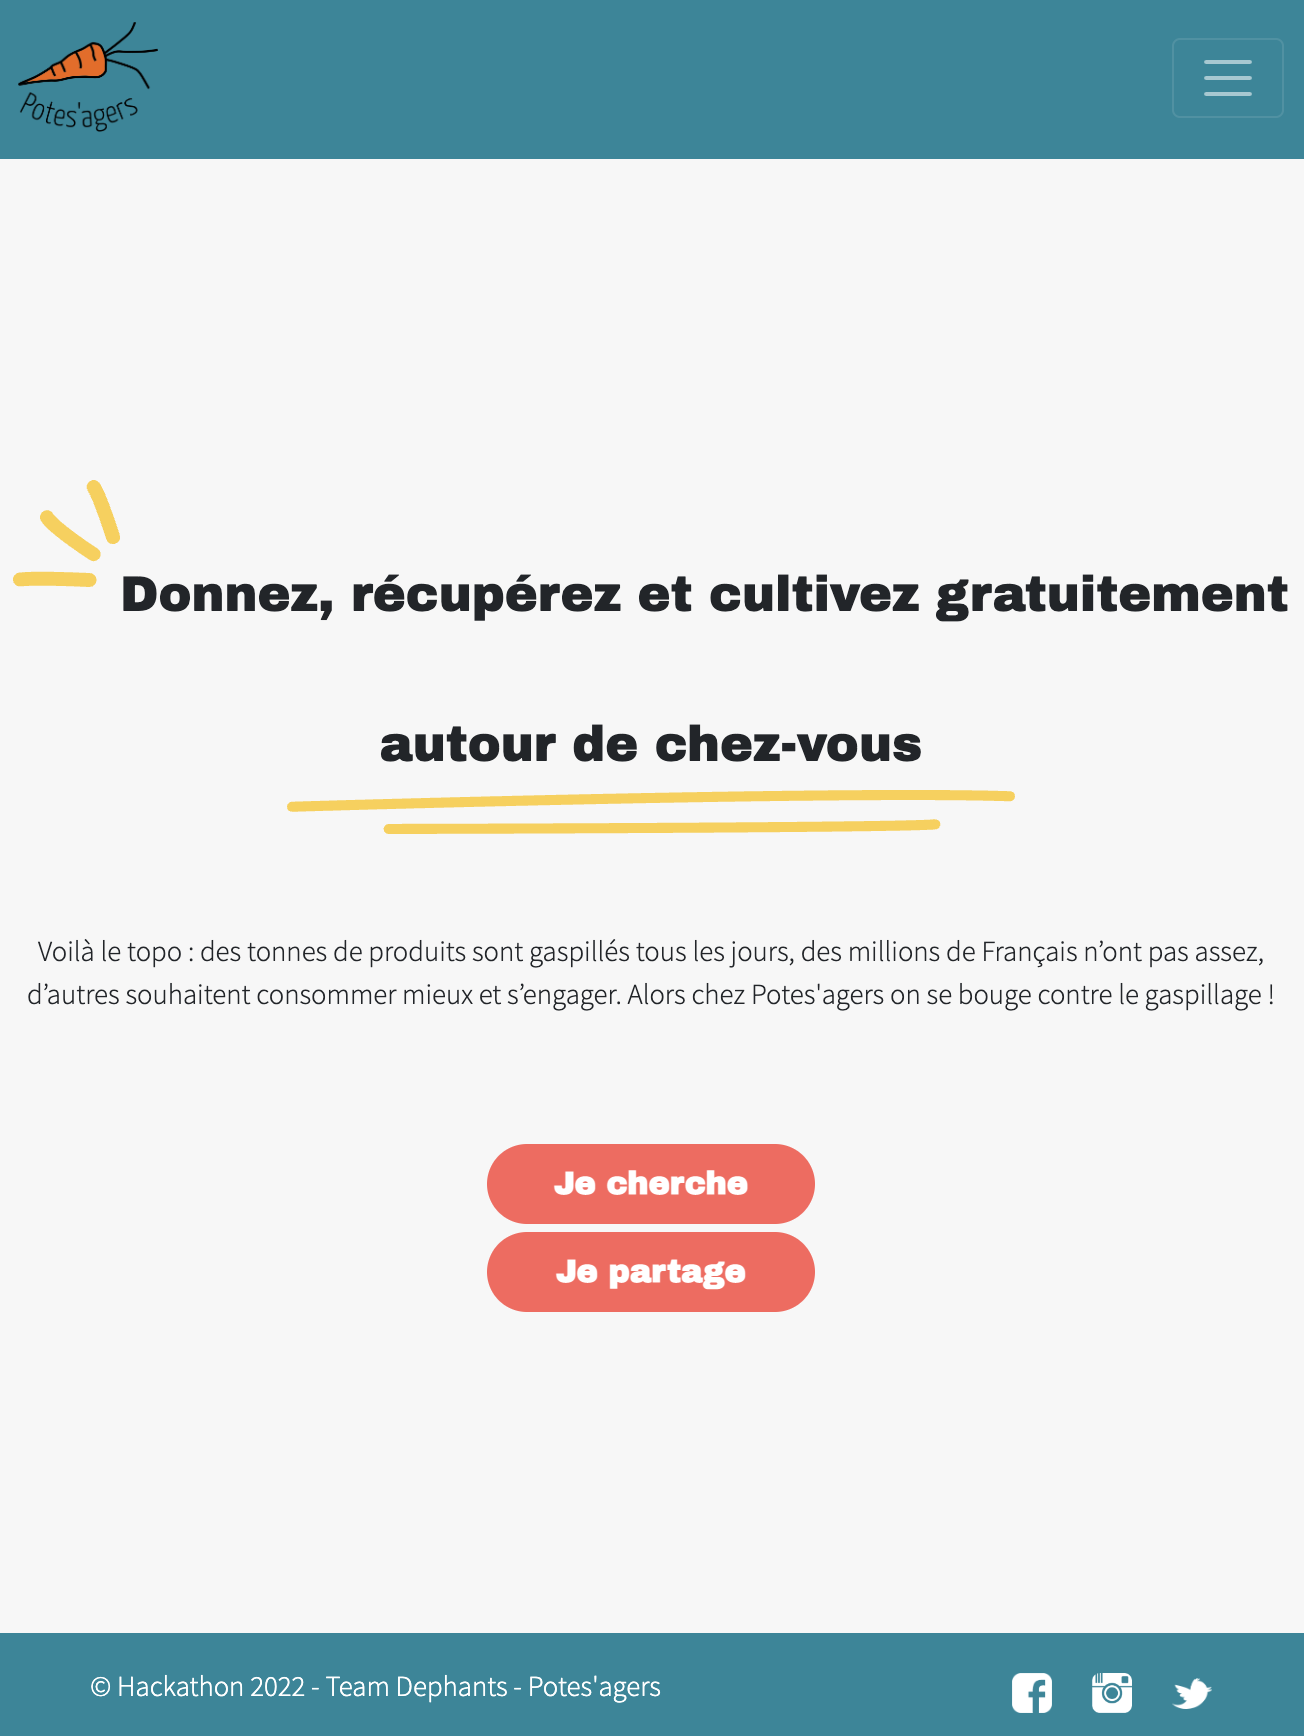 Potes'agers
Donnez, récupérez et cultivez gratuitement
autour de chez-vous
Voilà le topo : des tonnes de produits sont gaspillés tous les jours, des millions de Français n’ont pas assez,
d’autres souhaitent consommer mieux et s’engager. Alors chez Potes'agers on se bouge contre le gaspillage !
Je cherche
Je partage
© Hackathon 2022 - Team Dephants - Potes'agers